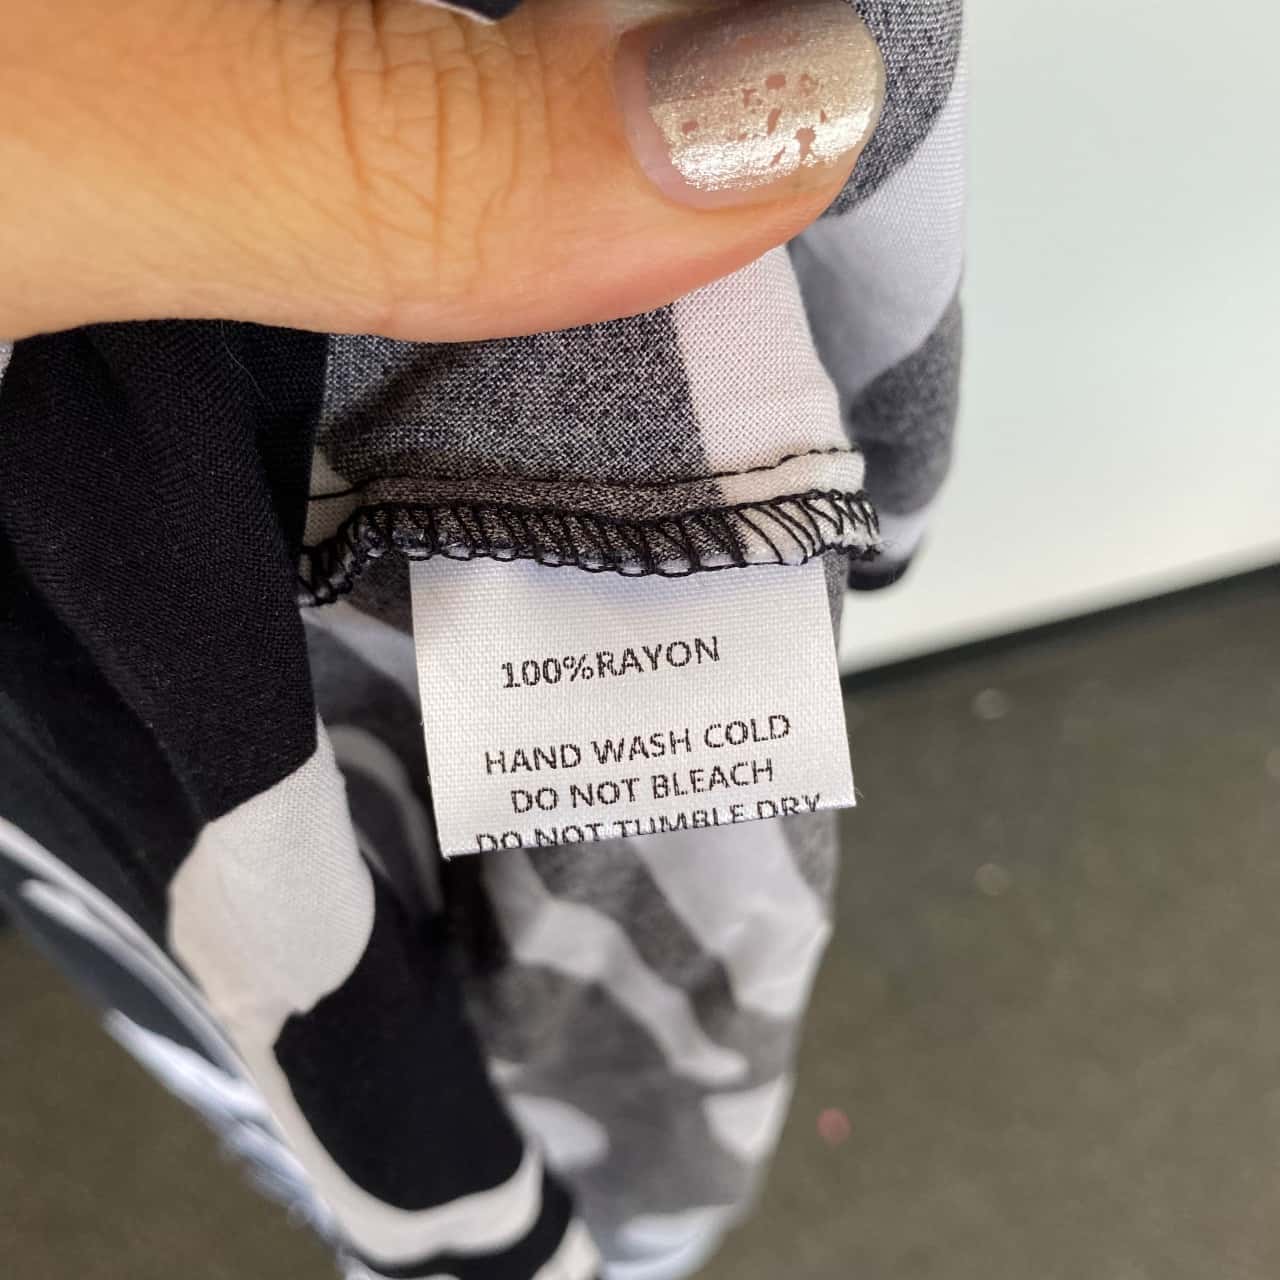 100%RAYON
HAND WASH COLD
DO NOT BLEACH
DO NOT TUMBLE DRY